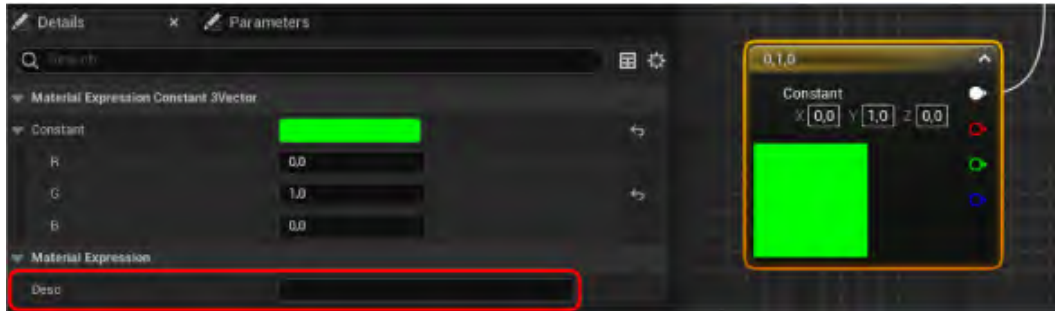 Details × Parameters
Search
Material Expression Constant 3Vector
Constant
R 0,0
G 1,0
B 0,0
Material Expression
Desc
0,1,0
Constant
X 0,0 Y 1,0 Z 0,0